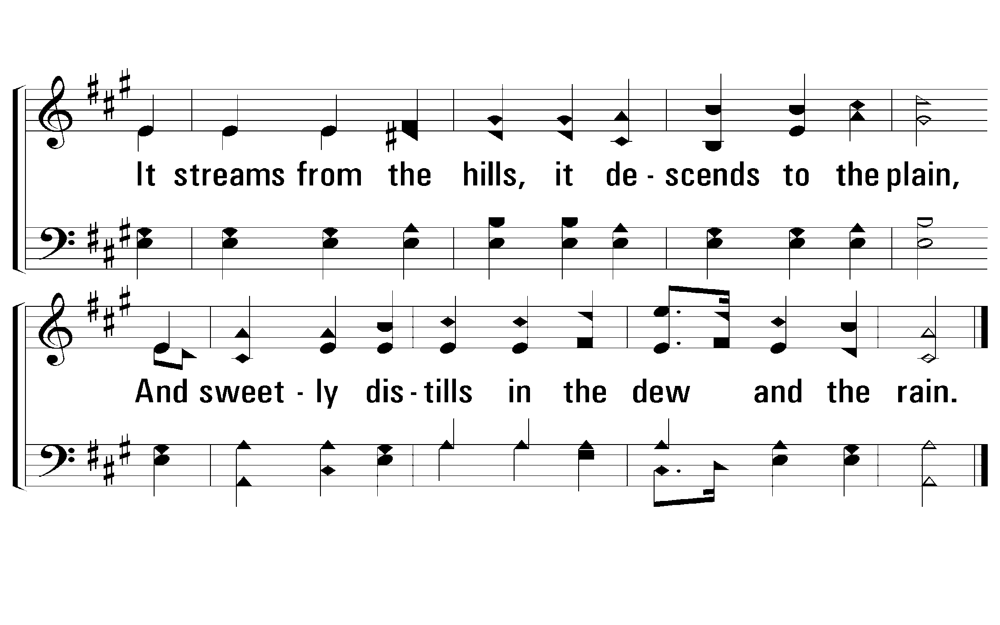 It streams from the hills, it de - scends to the plain,
And sweet - ly dis - tills in the dew and the rain.